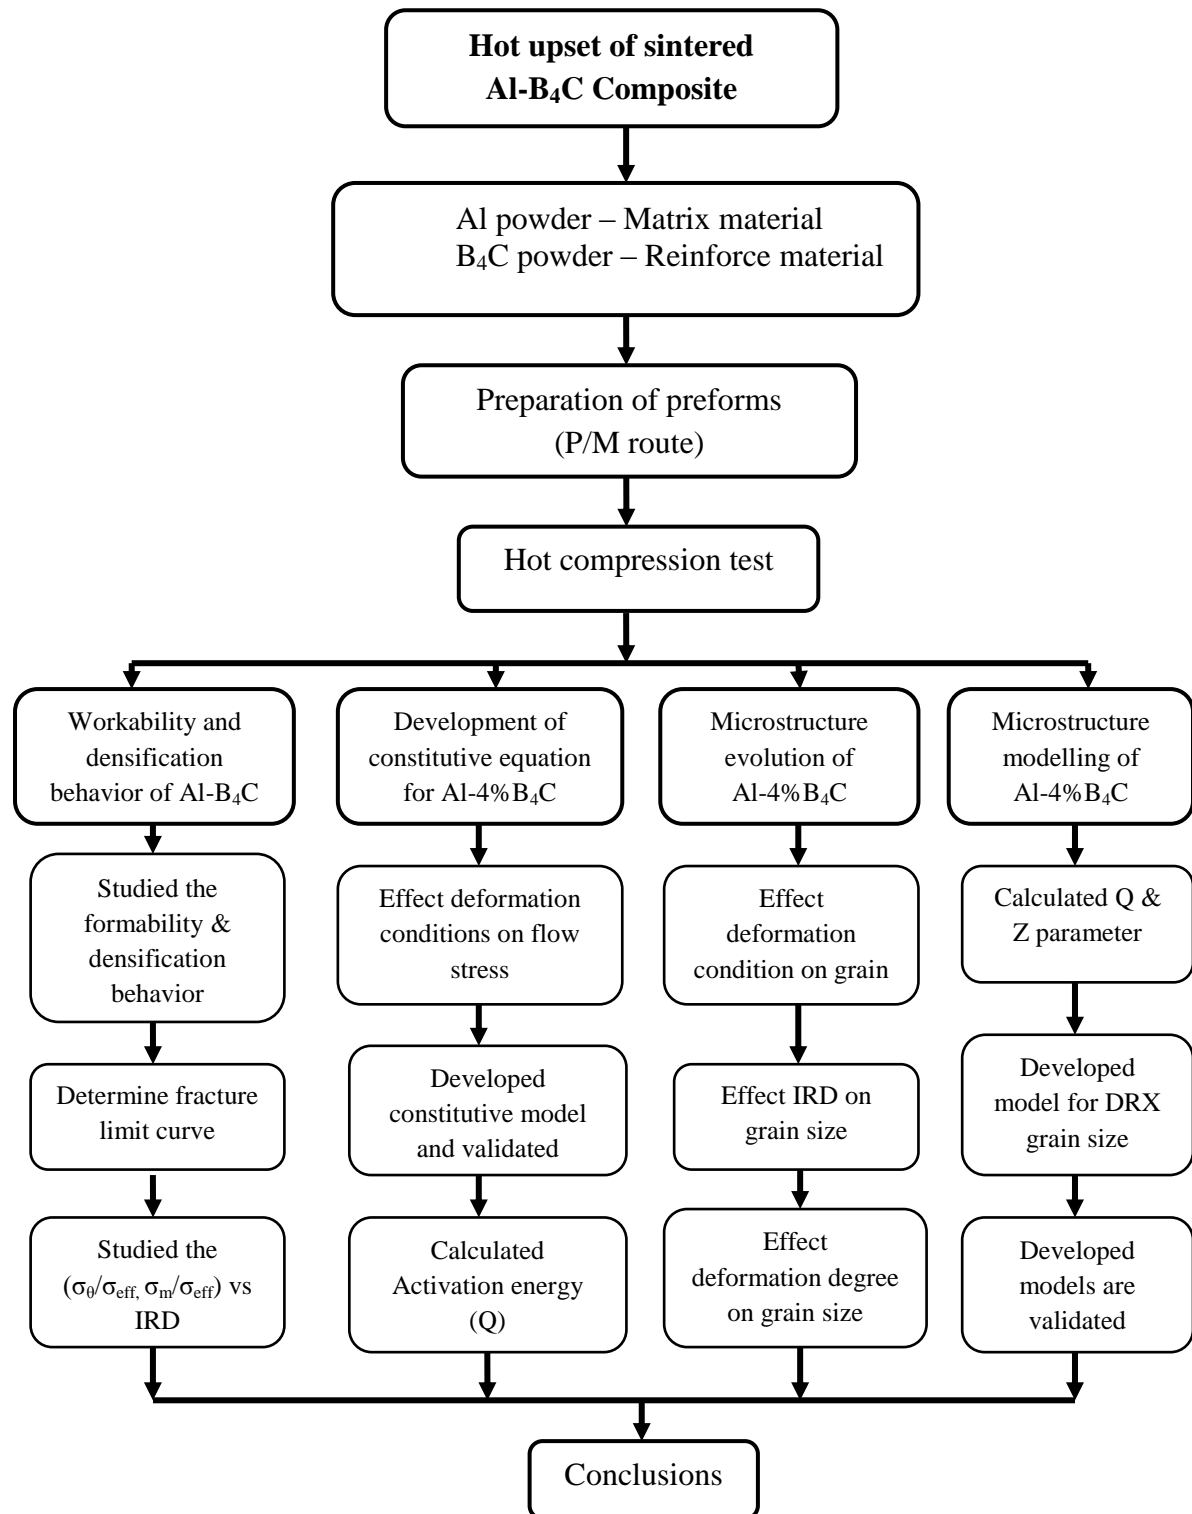 Hot upset of sintered
Al-B₄C Composite
Al powder – Matrix material
B₄C powder – Reinforce material
Preparation of preforms
(P/M route)
Hot compression test
Workability and
densification
behavior of Al-B₄C
Studied the
formability &
densification
behavior
Determine fracture
limit curve
Studied the
(σθ/σeff, σm/σeff) vs
IRD
Development of
constitutive equation
for Al-4%B₄C
Effect deformation
conditions on flow
stress
Developed
constitutive model
and validated
Calculated
Activation energy
(Q)
Microstructure
evolution of
Al-4%B₄C
Effect
deformation
condition on grain
Effect IRD on
grain size
Effect
deformation degree
on grain size
Microstructure
modelling of
Al-4%B₄C
Calculated Q &
Z parameter
Developed
model for DRX
grain size
Developed
models are
validated
Conclusions